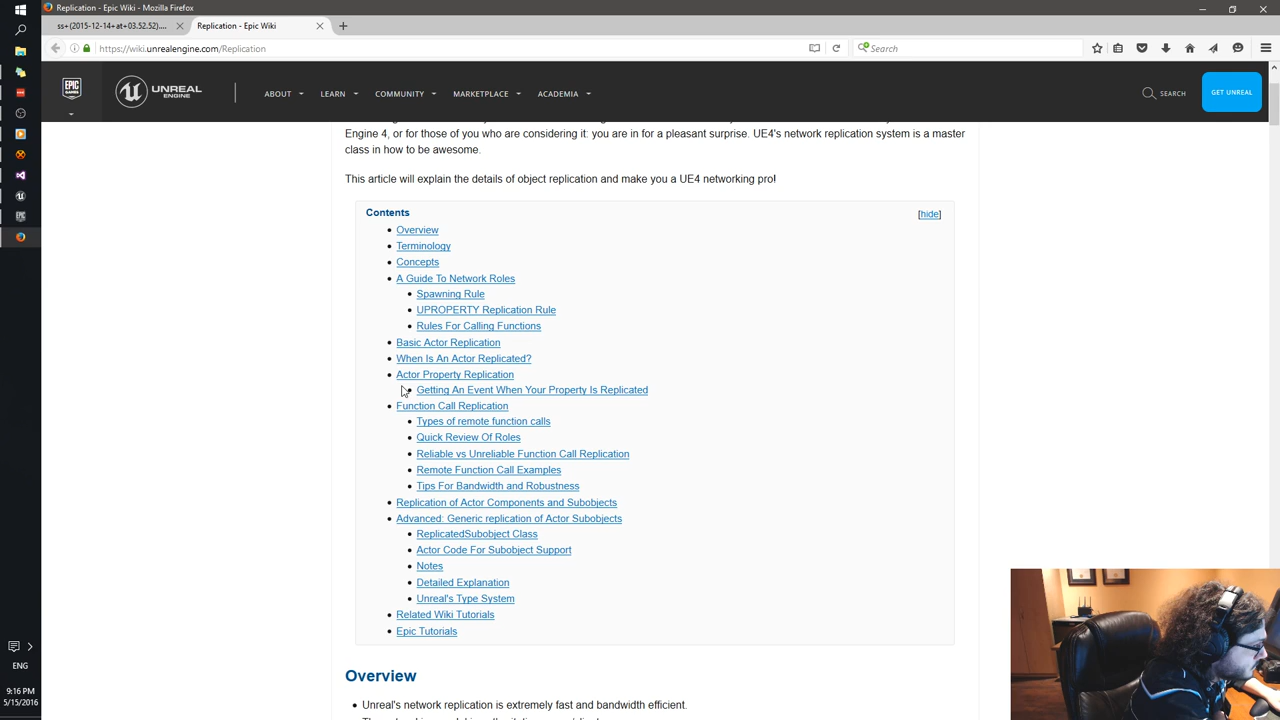 Replication - Epic Wiki - Mozilla Firefox
ss+(2015-12-14+at+03.52.52)....
Replication - Epic Wiki
https://wiki.unrealengine.com/Replication
Search
EPIC GAMES
UNREAL ENGINE
ABOUT LEARN COMMUNITY MARKETPLACE ACADEMIA
SEARCH
GET UNREAL
Engine 4, or for those of you who are considering it: you are in for a pleasant surprise. UE4's network replication system is a master
class in how to be awesome.
This article will explain the details of object replication and make you a UE4 networking pro!
Contents
[hide]
Overview
Terminology
Concepts
A Guide To Network Roles
Spawning Rule
UPROPERTY Replication Rule
Rules For Calling Functions
Basic Actor Replication
When Is An Actor Replicated?
Actor Property Replication
Getting An Event When Your Property Is Replicated
Function Call Replication
Types of remote function calls
Quick Review Of Roles
Reliable vs Unreliable Function Call Replication
Remote Function Call Examples
Tips For Bandwidth and Robustness
Replication of Actor Components and Subobjects
Advanced: Generic replication of Actor Subobjects
ReplicatedSubobject Class
Actor Code For Subobject Support
Notes
Detailed Explanation
Unreal's Type System
Related Wiki Tutorials
Epic Tutorials
Overview
Unreal's network replication is extremely fast and bandwidth efficient.
ENG
9:16 PM
5/15/2016